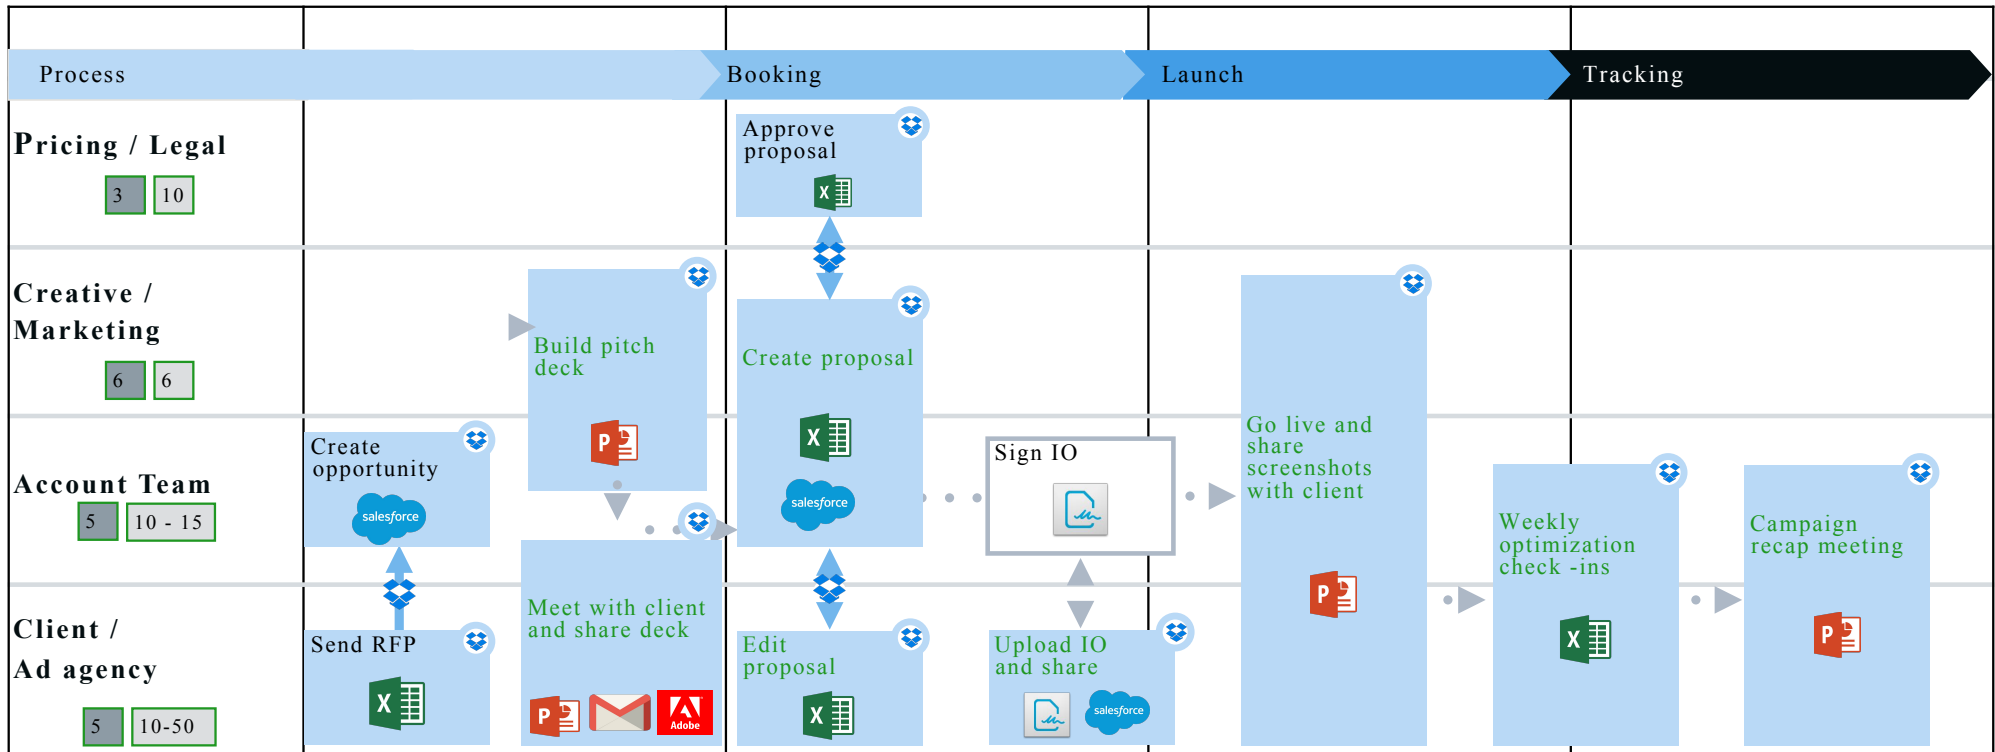 Process
Booking
Launch
Tracking
Pricing / Legal
3
10
Approve
proposal
X
Creative /
Marketing
6
6
Build pitch
deck
P
Create proposal
X
salesforce
Account Team
5
10 - 15
Create
opportunity
salesforce
Sign IO
Go live and
share
screenshots
with client
P
Weekly
optimization
check -ins
X
Campaign
recap meeting
P
Client /
Ad agency
5
10-50
Send RFP
X
Meet with client
and share deck
P
Adobe
Edit
proposal
X
Upload IO
and share
salesforce